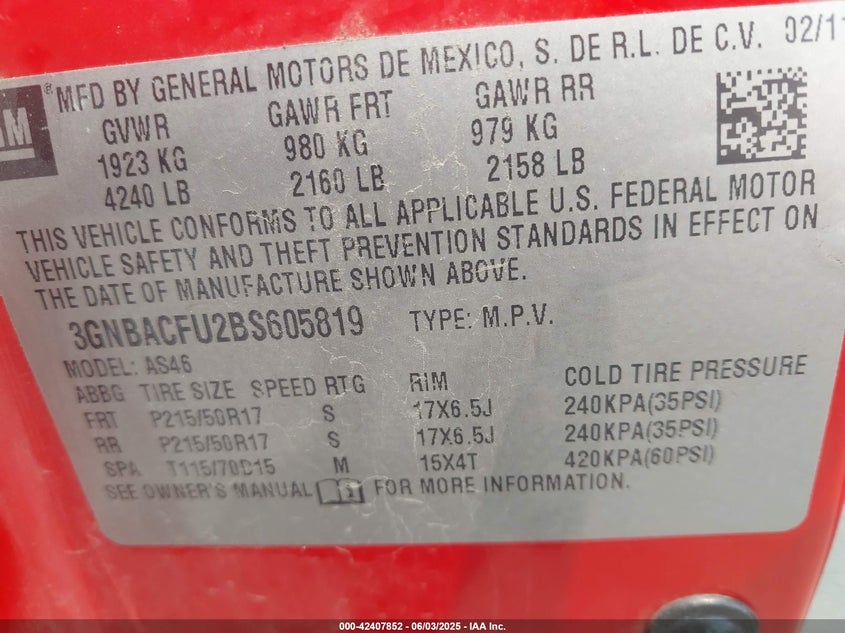 GM
® MFD BY GENERAL MOTORS DE MEXICO, S. DE R.L. DE C.V. 02/11
GVWR GAWR FRT GAWR RR
1923 KG 980 KG 979 KG
4240 LB 2160 LB 2158 LB
THIS VEHICLE CONFORMS TO ALL APPLICABLE U.S. FEDERAL MOTOR
VEHICLE SAFETY AND THEFT PREVENTION STANDARDS IN EFFECT ON
THE DATE OF MANUFACTURE SHOWN ABOVE.
3GNBACFU2BS605819 TYPE: M.P.V.
MODEL: AS46
ABBG TIRE SIZE SPEED RTG RIM COLD TIRE PRESSURE
FRT P215/50R17 S 17X6.5J 240KPA(35PSI)
RR P215/50R17 S 17X6.5J 240KPA(35PSI)
SPA T115/70D15 M 15X4T 420KPA(60PSI)
SEE OWNER'S MANUAL FOR MORE INFORMATION.
000-42407852 - 06/03/2025 - IAA Inc.